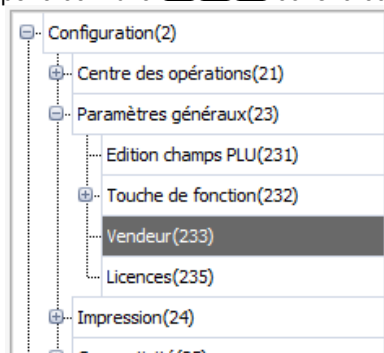 Configuration(2)
Centre des opérations(21)
Paramètres généraux(23)
Edition champs PLU(231)
Touche de fonction(232)
Vendeur(233)
Licences(235)
Impression(24)